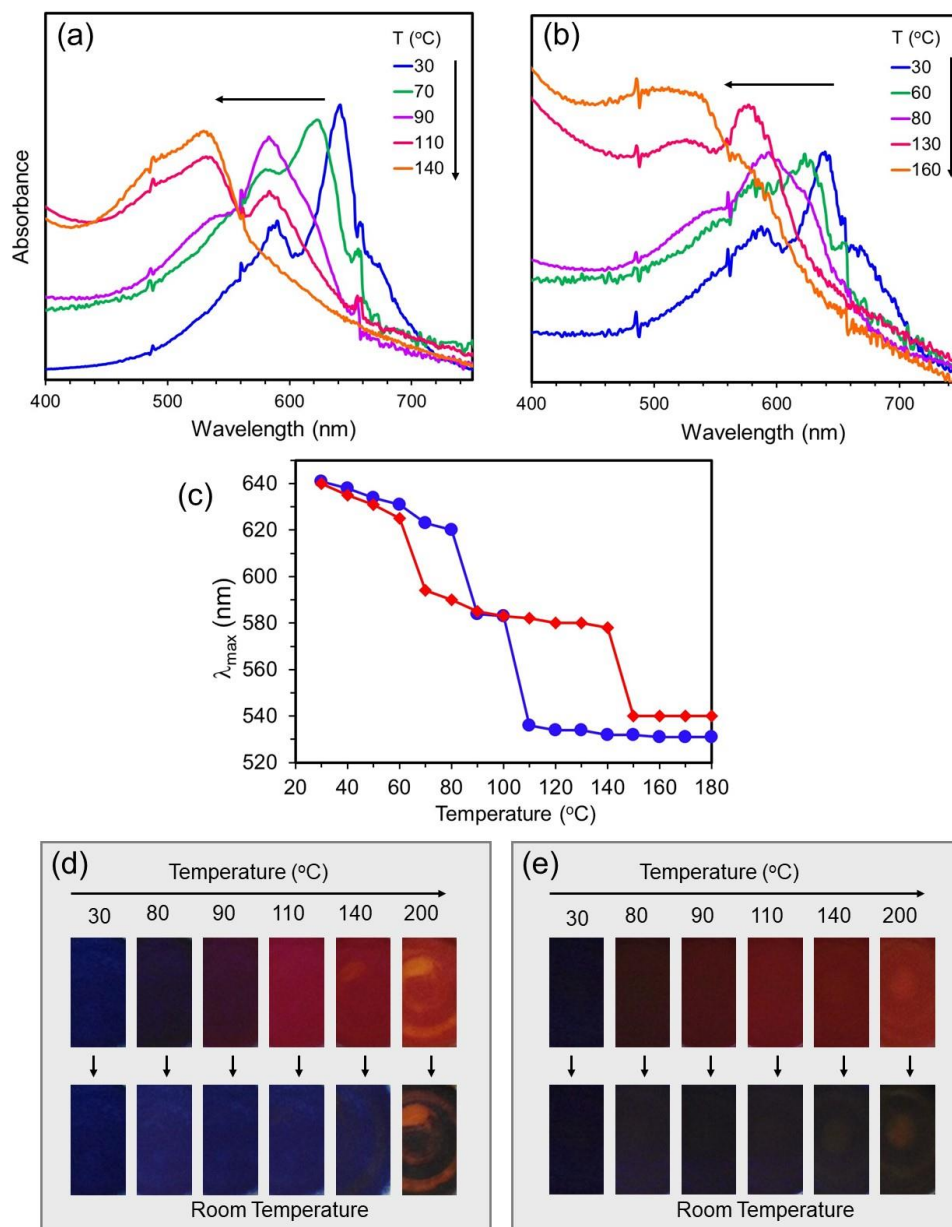 (a)
T (°C)
30
70
90
110
140
Absorbance
400
500
600
700
Wavelength (nm)
(b)
T (°C)
30
60
80
130
160
400
500
600
700
Wavelength (nm)
(c)
640
620
600
580
560
540
520
λmax (nm)
20
40
60
80
100
120
140
160
180
Temperature (°C)
(d)
Temperature (°C)
30 80 90 110 140 200
Room Temperature
(e)
Temperature (°C)
30 80 90 110 140 200
Room Temperature